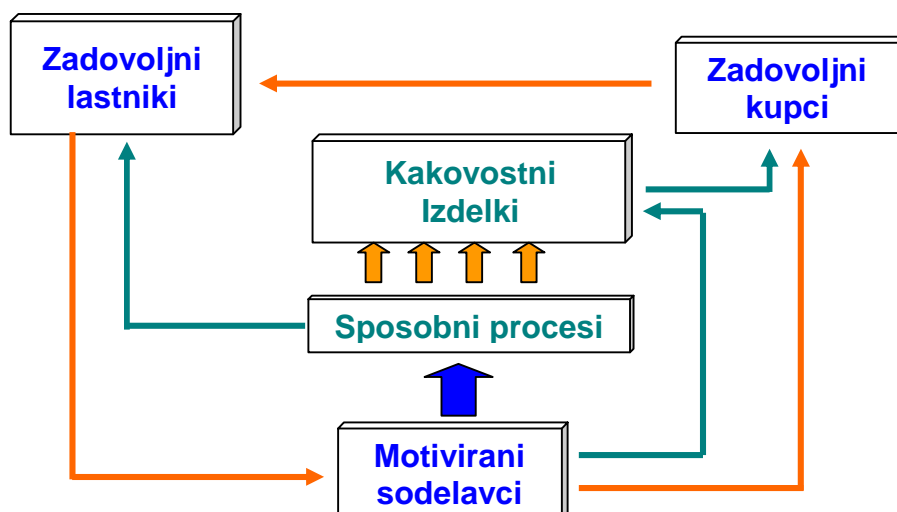 Zadovoljni
lastniki
Zadovoljni
kupci
Kakovostni
Izdelki
Sposobni procesi
Motivirani
sodelavci